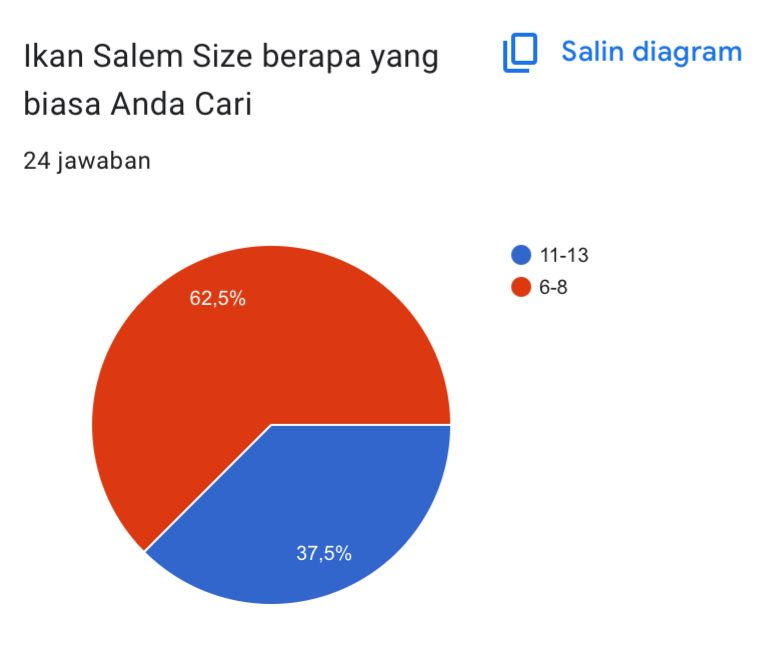 Ikan Salem Size berapa yang
biasa Anda Cari
Salin diagram
24 jawaban
11-13
6-8
62,5%
37,5%